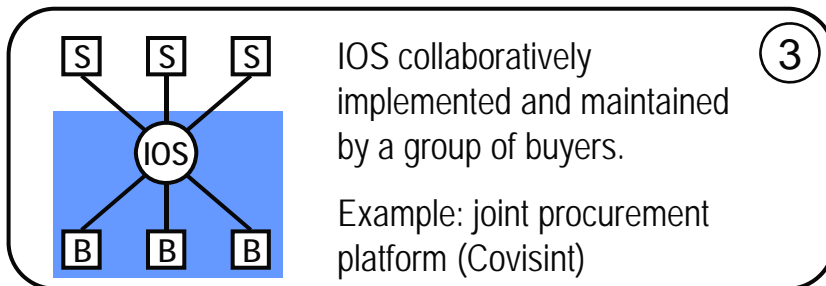 S S S
IOS
B B B
IOS collaboratively
implemented and maintained
by a group of buyers.
Example: joint procurement
platform (Covisint)
3